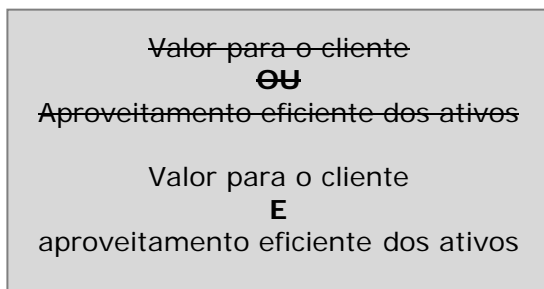 Valor para o cliente
OU
Aproveitamento eficiente dos ativos
Valor para o cliente
E
aproveitamento eficiente dos ativos